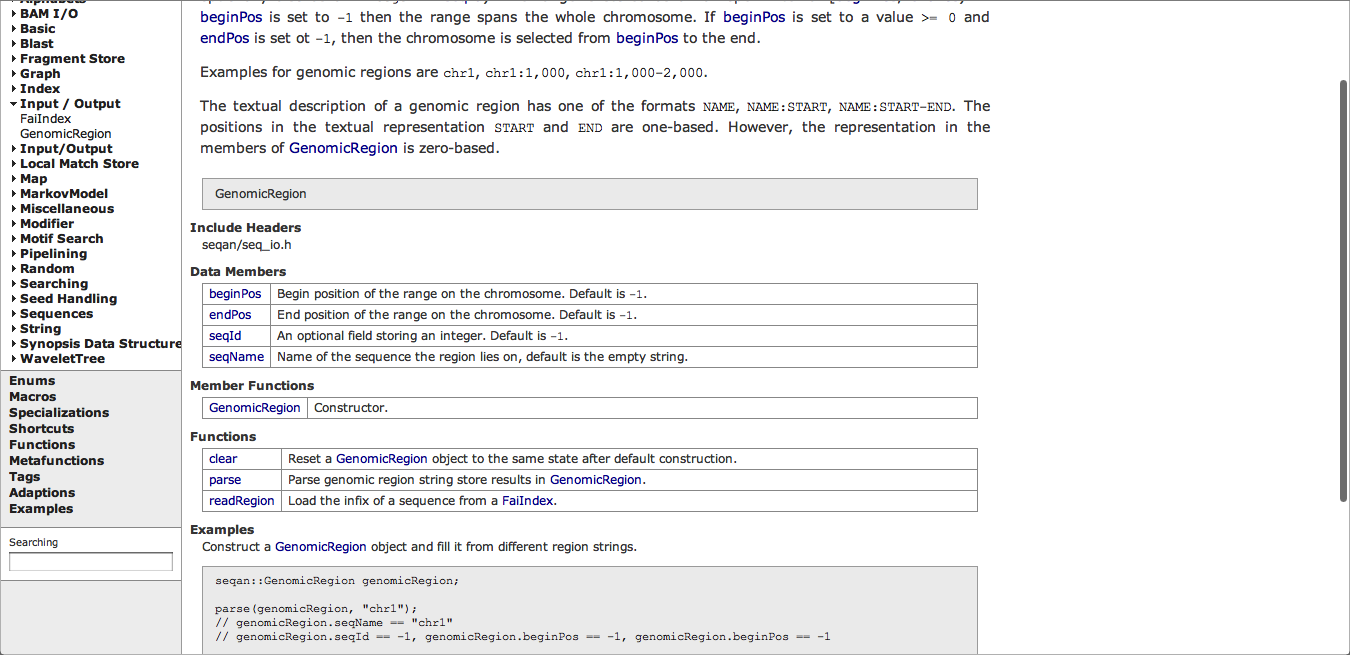 BAM I/O
Basic
Blast
Fragment Store
Graph
Index
Input / Output
FaiIndex
GenomicRegion
Input/Output
Local Match Store
Map
MarkovModel
Miscellaneous
Modifier
Motif Search
Pipelining
Random
Searching
Seed Handling
Sequences
String
Synopsis Data Structure
WaveletTree
Enums
Macros
Specializations
Shortcuts
Functions
Metafunctions
Tags
Adaptions
Examples
Searching
beginPos is set to -1 then the range spans the whole chromosome. If beginPos is set to a value >= 0 and
endPos is set ot -1, then the chromosome is selected from beginPos to the end.
Examples for genomic regions are chr1, chr1:1,000, chr1:1,000-2,000.
The textual description of a genomic region has one of the formats NAME, NAME:START, NAME:START-END. The
positions in the textual representation START and END are one-based. However, the representation in the
members of GenomicRegion is zero-based.
GenomicRegion
Include Headers
seqan/seq_io.h
Data Members
beginPos Begin position of the range on the chromosome. Default is -1.
endPos End position of the range on the chromosome. Default is -1.
seqId An optional field storing an integer. Default is -1.
seqName Name of the sequence the region lies on, default is the empty string.
Member Functions
GenomicRegion Constructor.
Functions
clear Reset a GenomicRegion object to the same state after default construction.
parse Parse genomic region string store results in GenomicRegion.
readRegion Load the infix of a sequence from a FaiIndex.
Examples
Construct a GenomicRegion object and fill it from different region strings.
seqan::GenomicRegion genomicRegion;
parse(genomicRegion, "chr1");
// genomicRegion.seqName == "chr1"
// genomicRegion.seqId == -1, genomicRegion.beginPos == -1, genomicRegion.beginPos == -1